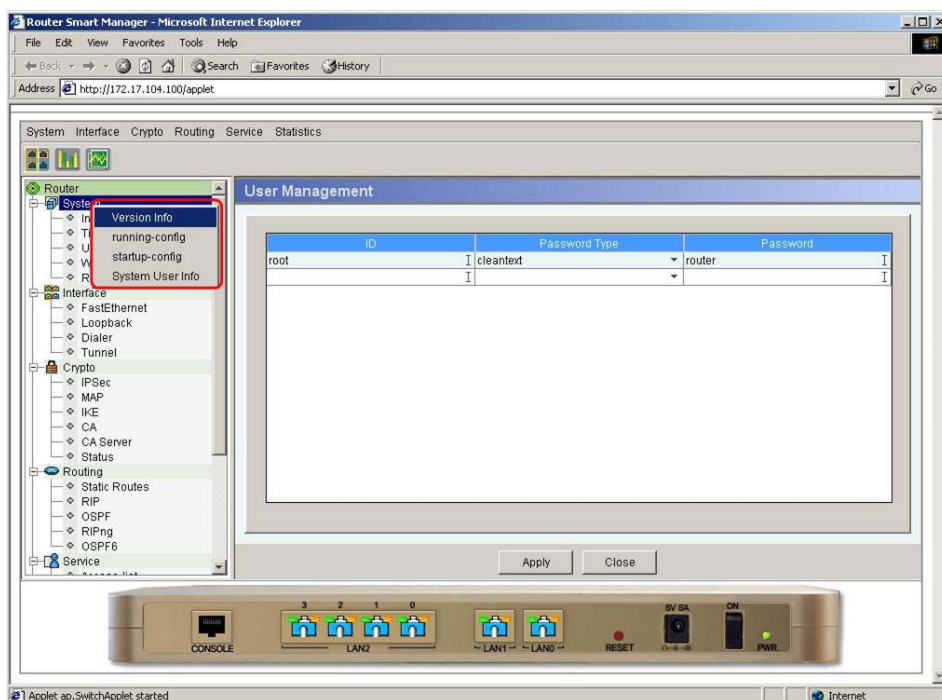 Router Smart Manager - Microsoft Internet Explorer
File Edit View Favorites Tools Help
Back Search Favorites History
Address http://172.17.104.100/applet Go
System Interface Crypto Routing Service Statistics
Router
System
Version Info
running-config
startup-config
System User Info
Interface
FastEthernet
Loopback
Dialer
Tunnel
Crypto
IPSec
MAP
IKE
CA
CA Server
Status
Routing
Static Routes
RIP
OSPF
RIPng
OSPF6
Service
User Management
ID Password Type Password
root cleantext router
Apply Close
CONSOLE
3 2 1 0
LAN2
LAN1 LAN0
RESET
5V 5A
ON
PWR
Applet ap.SwitchApplet started
Internet